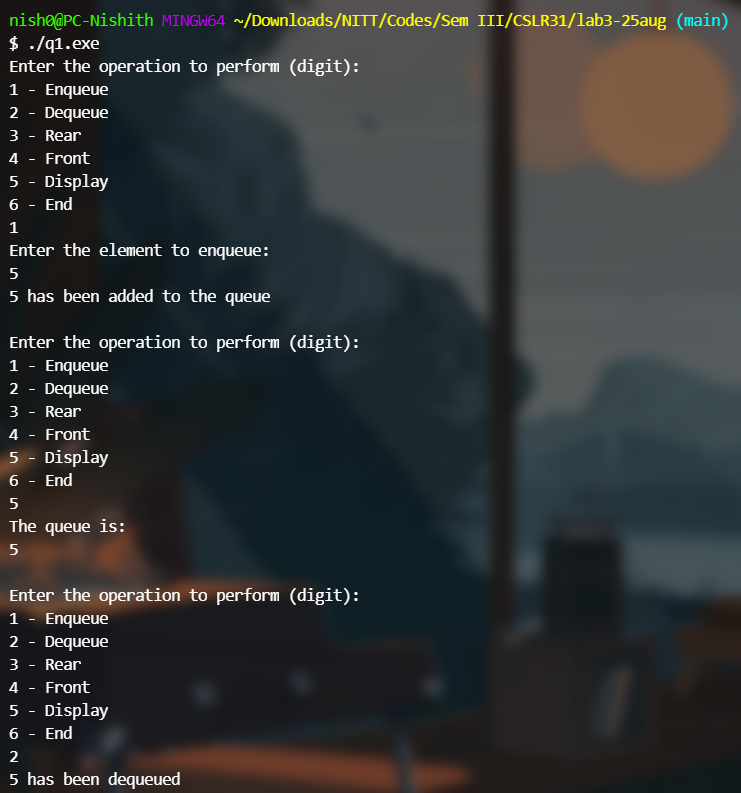 nish0@PC-Nishith MINGW64 ~/Downloads/NITT/Codes/Sem III/CSLR31/lab3-25aug (main)
$ ./q1.exe
Enter the operation to perform (digit):
1 - Enqueue
2 - Dequeue
3 - Rear
4 - Front
5 - Display
6 - End
1
Enter the element to enqueue:
5
5 has been added to the queue

Enter the operation to perform (digit):
1 - Enqueue
2 - Dequeue
3 - Rear
4 - Front
5 - Display
6 - End
5
The queue is:
5

Enter the operation to perform (digit):
1 - Enqueue
2 - Dequeue
3 - Rear
4 - Front
5 - Display
6 - End
2
5 has been dequeued